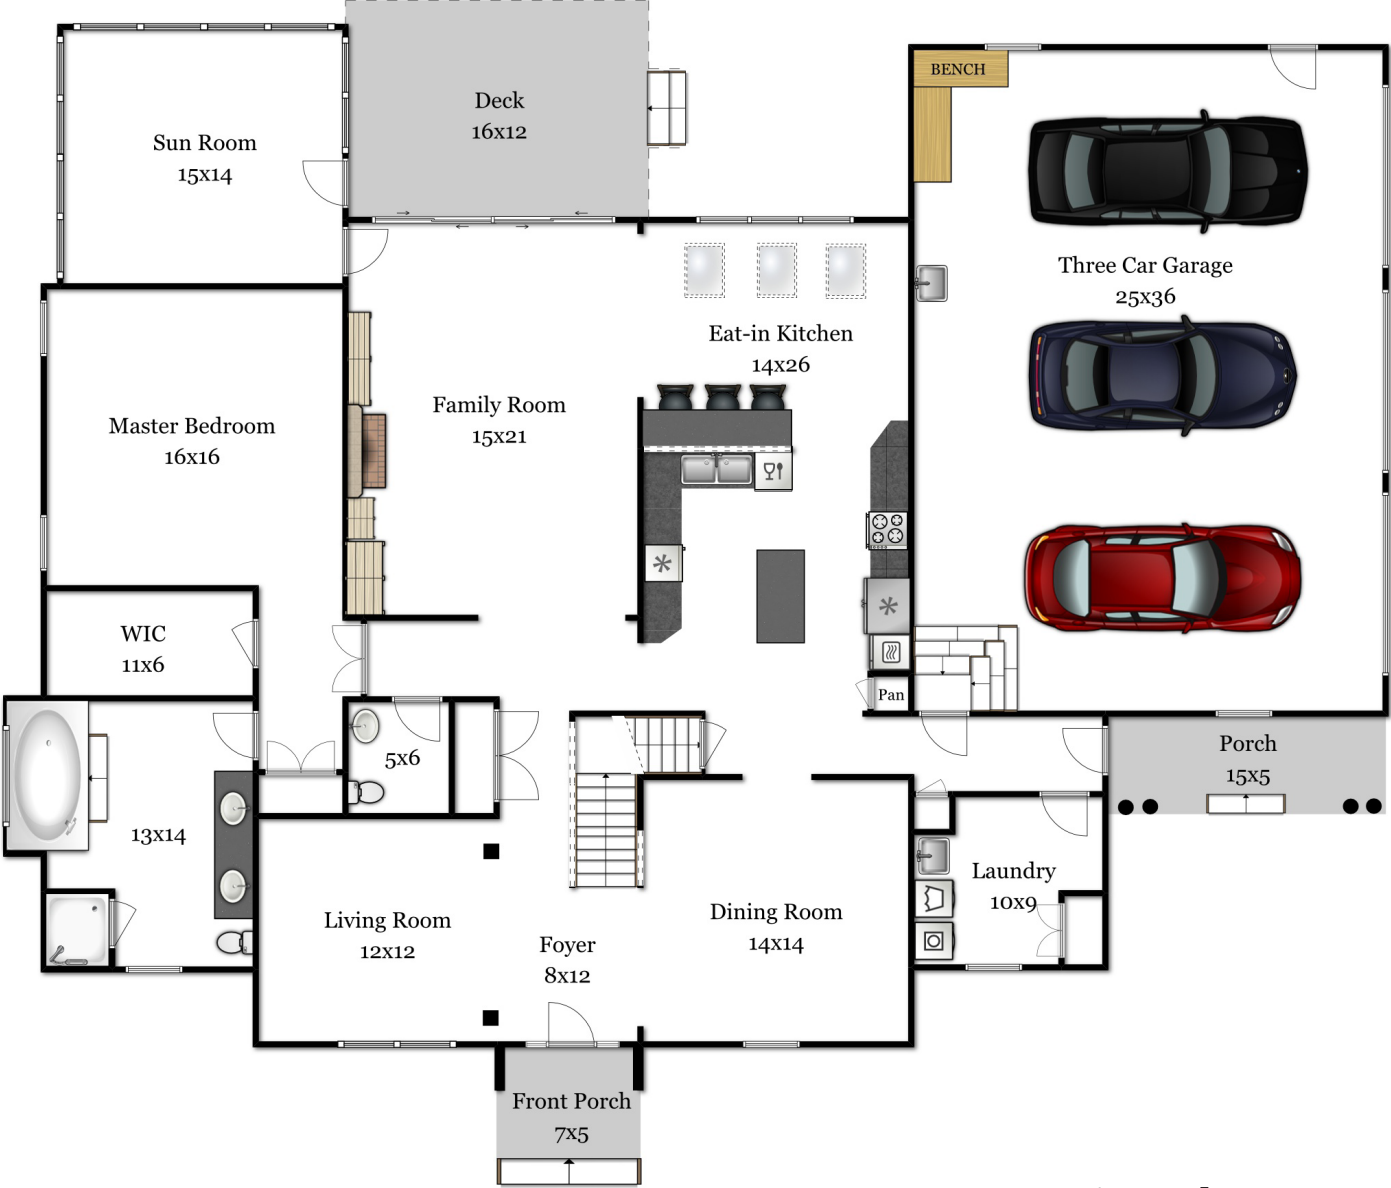 Deck
16x12
BENCH
Sun Room
15x14
Three Car Garage
25x36
Eat-in Kitchen
14x26
Family Room
15x21
Master Bedroom
16x16
WIC
11x6
Pan
5x6
Porch
15x5
13x14
Laundry
10x9
Living Room
12x12
Dining Room
14x14
Foyer
8x12
Front Porch
7x5